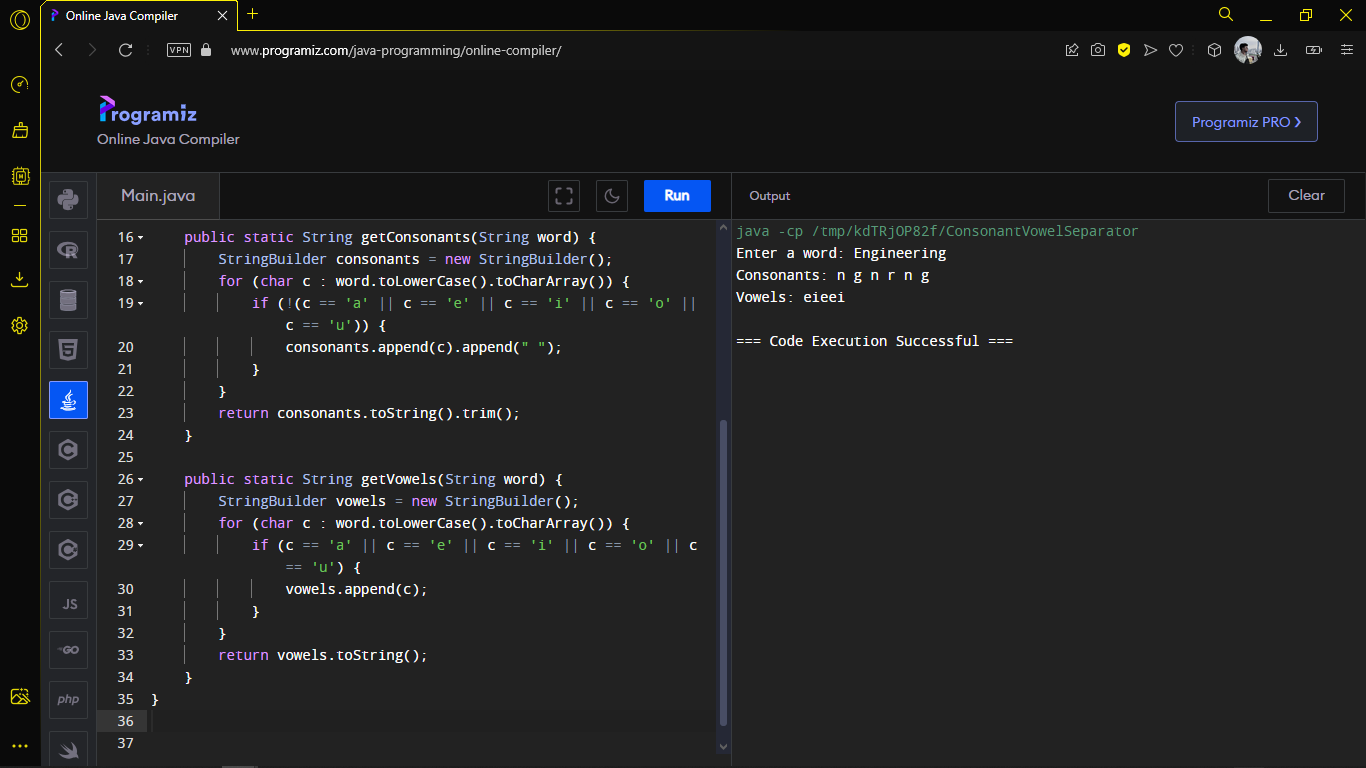 Online Java Compiler
VPN
www.programiz.com/java-programming/online-compiler/
Programiz
Online Java Compiler
Programiz PRO ❯
Main.java
Run
Output
Clear
16 public static String getConsonants(String word) {
17 StringBuilder consonants = new StringBuilder();
18 for (char c : word.toLowerCase().toCharArray()) {
19 if (!(c == 'a' || c == 'e' || c == 'i' || c == 'o' ||
c == 'u')) {
20 consonants.append(c).append(" ");
21 }
22 }
23 return consonants.toString().trim();
24 }
25
26 public static String getVowels(String word) {
27 StringBuilder vowels = new StringBuilder();
28 for (char c : word.toLowerCase().toCharArray()) {
29 if (c == 'a' || c == 'e' || c == 'i' || c == 'o' || c
== 'u') {
30 vowels.append(c);
31 }
32 }
33 return vowels.toString();
34 }
35 }
36
37
java -cp /tmp/kdTRjOP82f/ConsonantVowelSeparator
Enter a word: Engineering
Consonants: n g n r n g
Vowels: eieei
=== Code Execution Successful ===
JS
GO
php